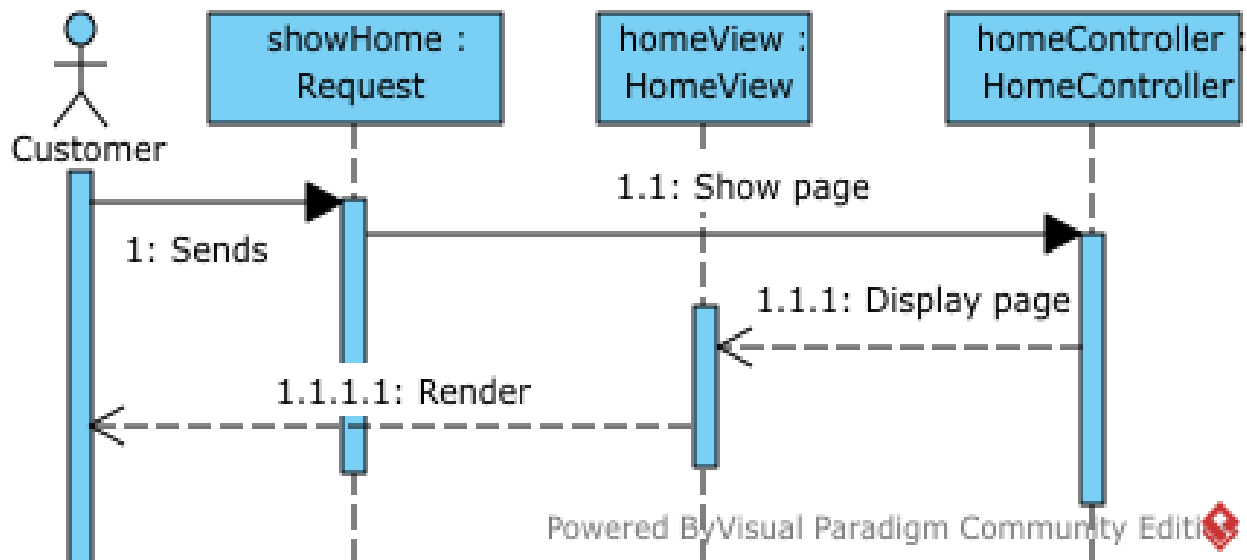 showHome :
Request
homeView :
HomeView
homeController :
HomeController
Customer
1.1: Show page
1: Sends
1.1.1: Display page
1.1.1.1: Render
Powered ByVisual Paradigm Community Editi